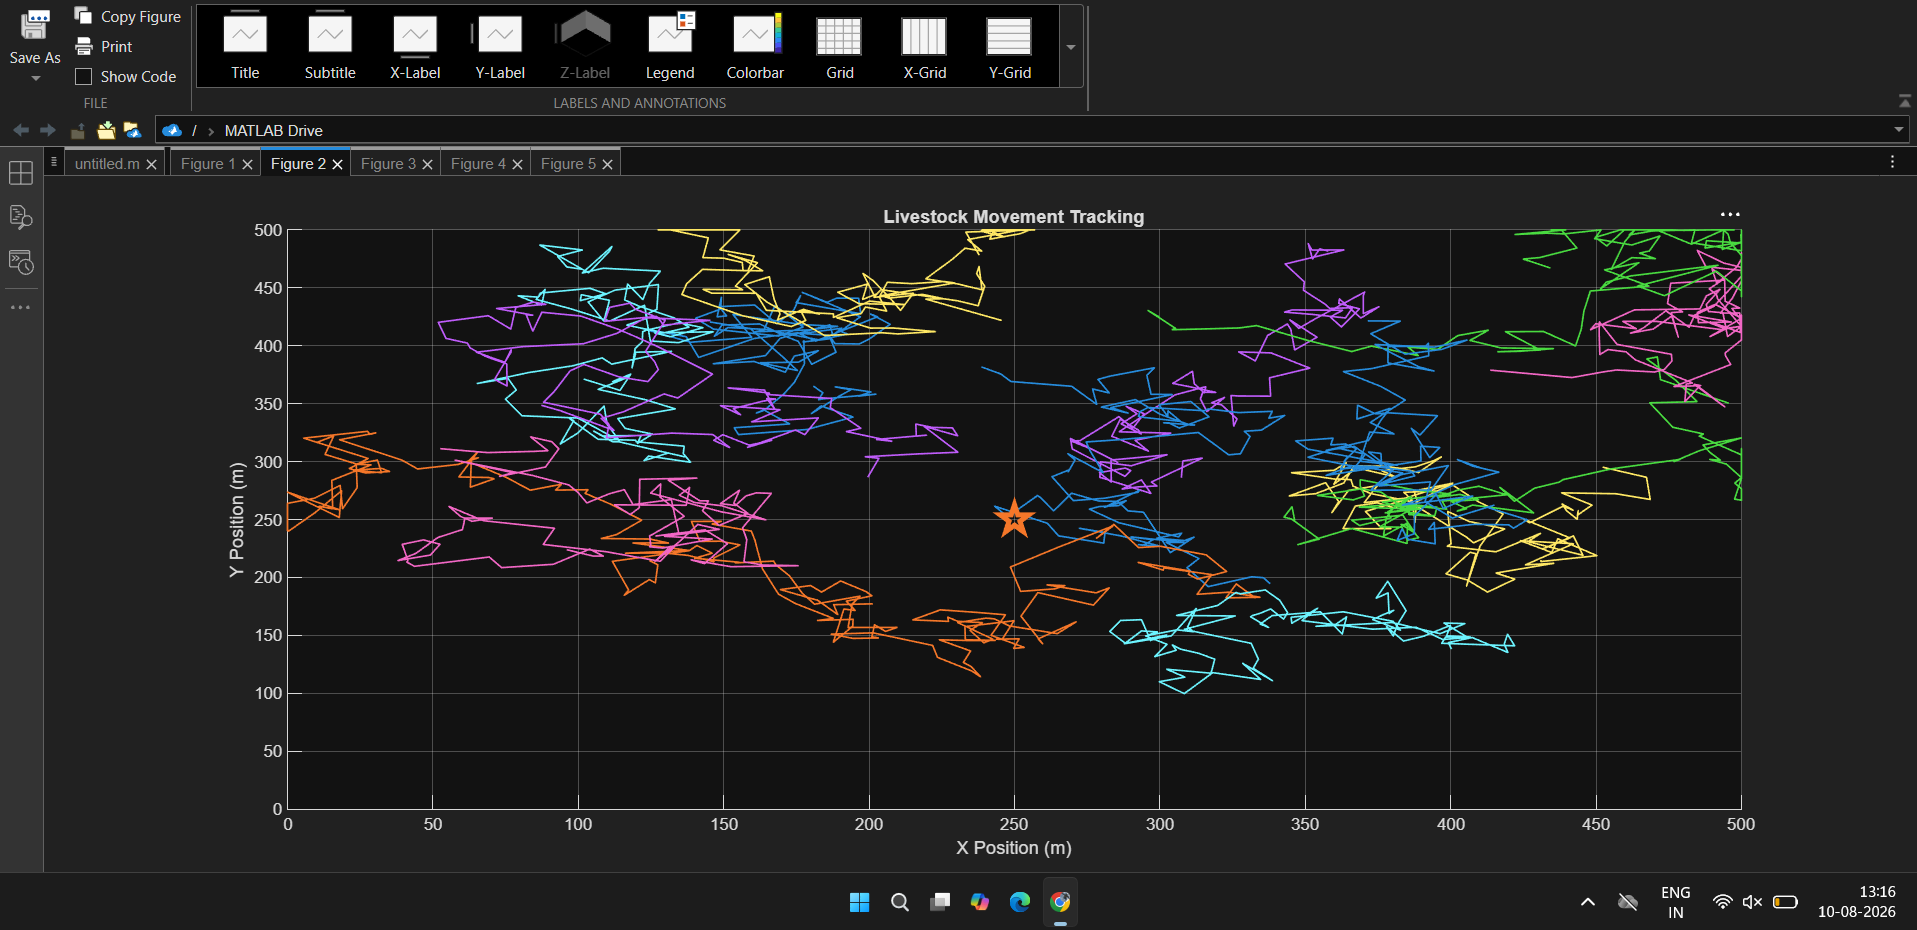 Save As
Copy Figure
Print
Show Code
FILE
Title
Subtitle
X-Label
Y-Label
Z-Label
Legend
Colorbar
Grid
X-Grid
Y-Grid
LABELS AND ANNOTATIONS
/ › MATLAB Drive
untitled.m
Figure 1
Figure 2
Figure 3
Figure 4
Figure 5
Livestock Movement Tracking
500
450
400
350
300
250
200
150
100
50
0
Y Position (m)
0 50 100 150 200 250 300 350 400 450 500
X Position (m)
ENG
IN
13:16
10-08-2026